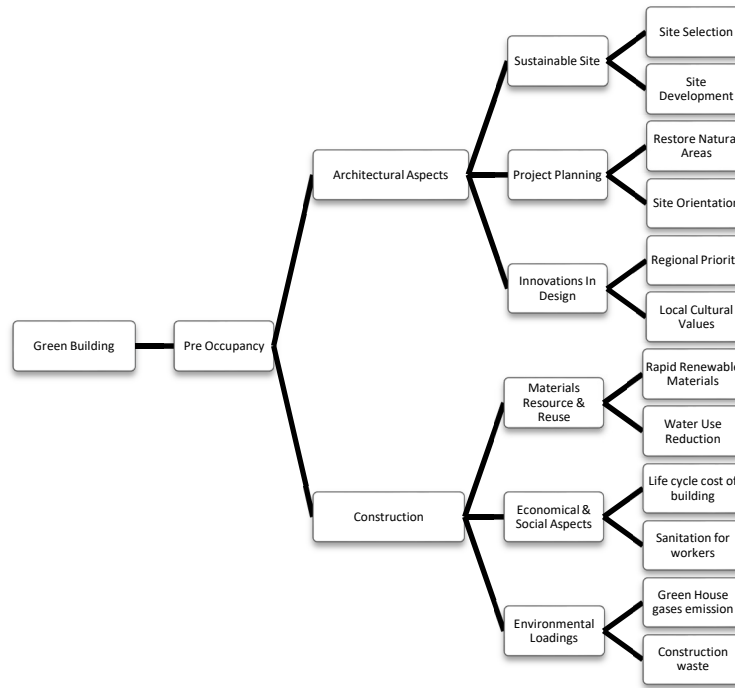 Green Building
Pre Occupancy
Architectural Aspects
Sustainable Site
Site Selection
Site
Development
Project Planning
Restore Natura
Areas
Site Orientation
Innovations In
Design
Regional Priorit
Local Cultural
Values
Construction
Materials
Resource &
Reuse
Rapid Renewable
Materials
Water Use
Reduction
Economical &
Social Aspects
Life cycle cost of
building
Sanitation for
workers
Environmental
Loadings
Green House
gases emission
Construction
waste